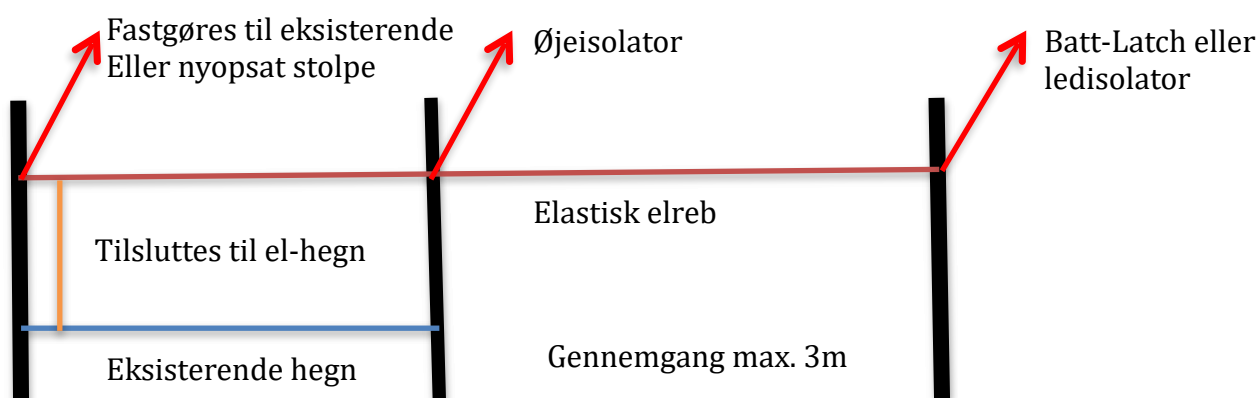 Fastgøres til eksisterende
Eller nyopsat stolpe
Øjeisolator
Batt-Latch eller
ledisolator
Elastisk elreb
Tilsluttes til el-hegn
Eksisterende hegn
Gennemgang max. 3m